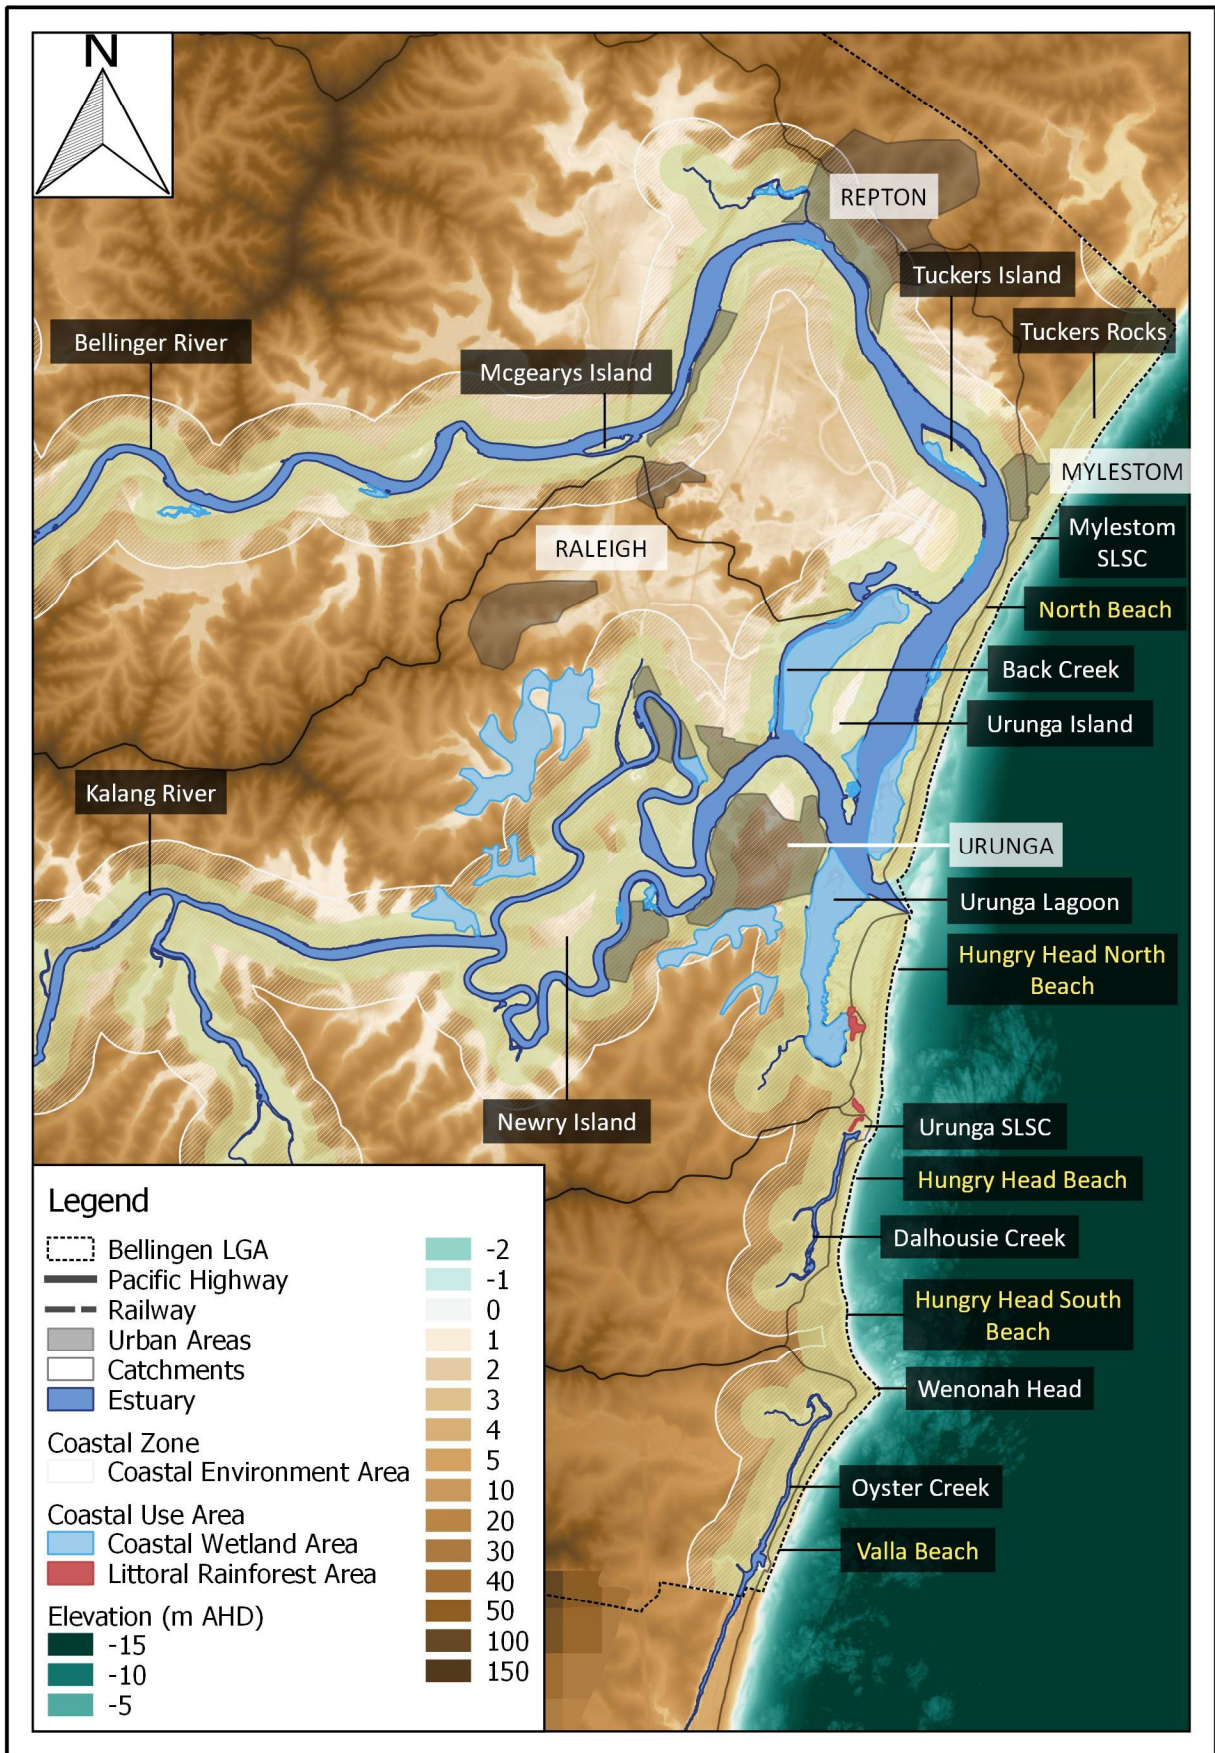 N
REPTON
Tuckers Island
Tuckers Rocks
Bellinger River
Mcgearys Island
MYLESTOM
Mylestom
SLSC
RALEIGH
North Beach
Back Creek
Urunga Island
Kalang River
URUNGA
Urunga Lagoon
Hungry Head North
Beach
Newry Island
Urunga SLSC
Hungry Head Beach
Dalhousie Creek
Hungry Head South
Beach
Wenonah Head
Oyster Creek
Valla Beach
Legend
Bellingen LGA
Pacific Highway
Railway
Urban Areas
Catchments
Estuary
Coastal Zone
Coastal Environment Area
Coastal Use Area
Coastal Wetland Area
Littoral Rainforest Area
Elevation (m AHD)
-15
-10
-5
-2
-1
0
1
2
3
4
5
10
20
30
40
50
100
150